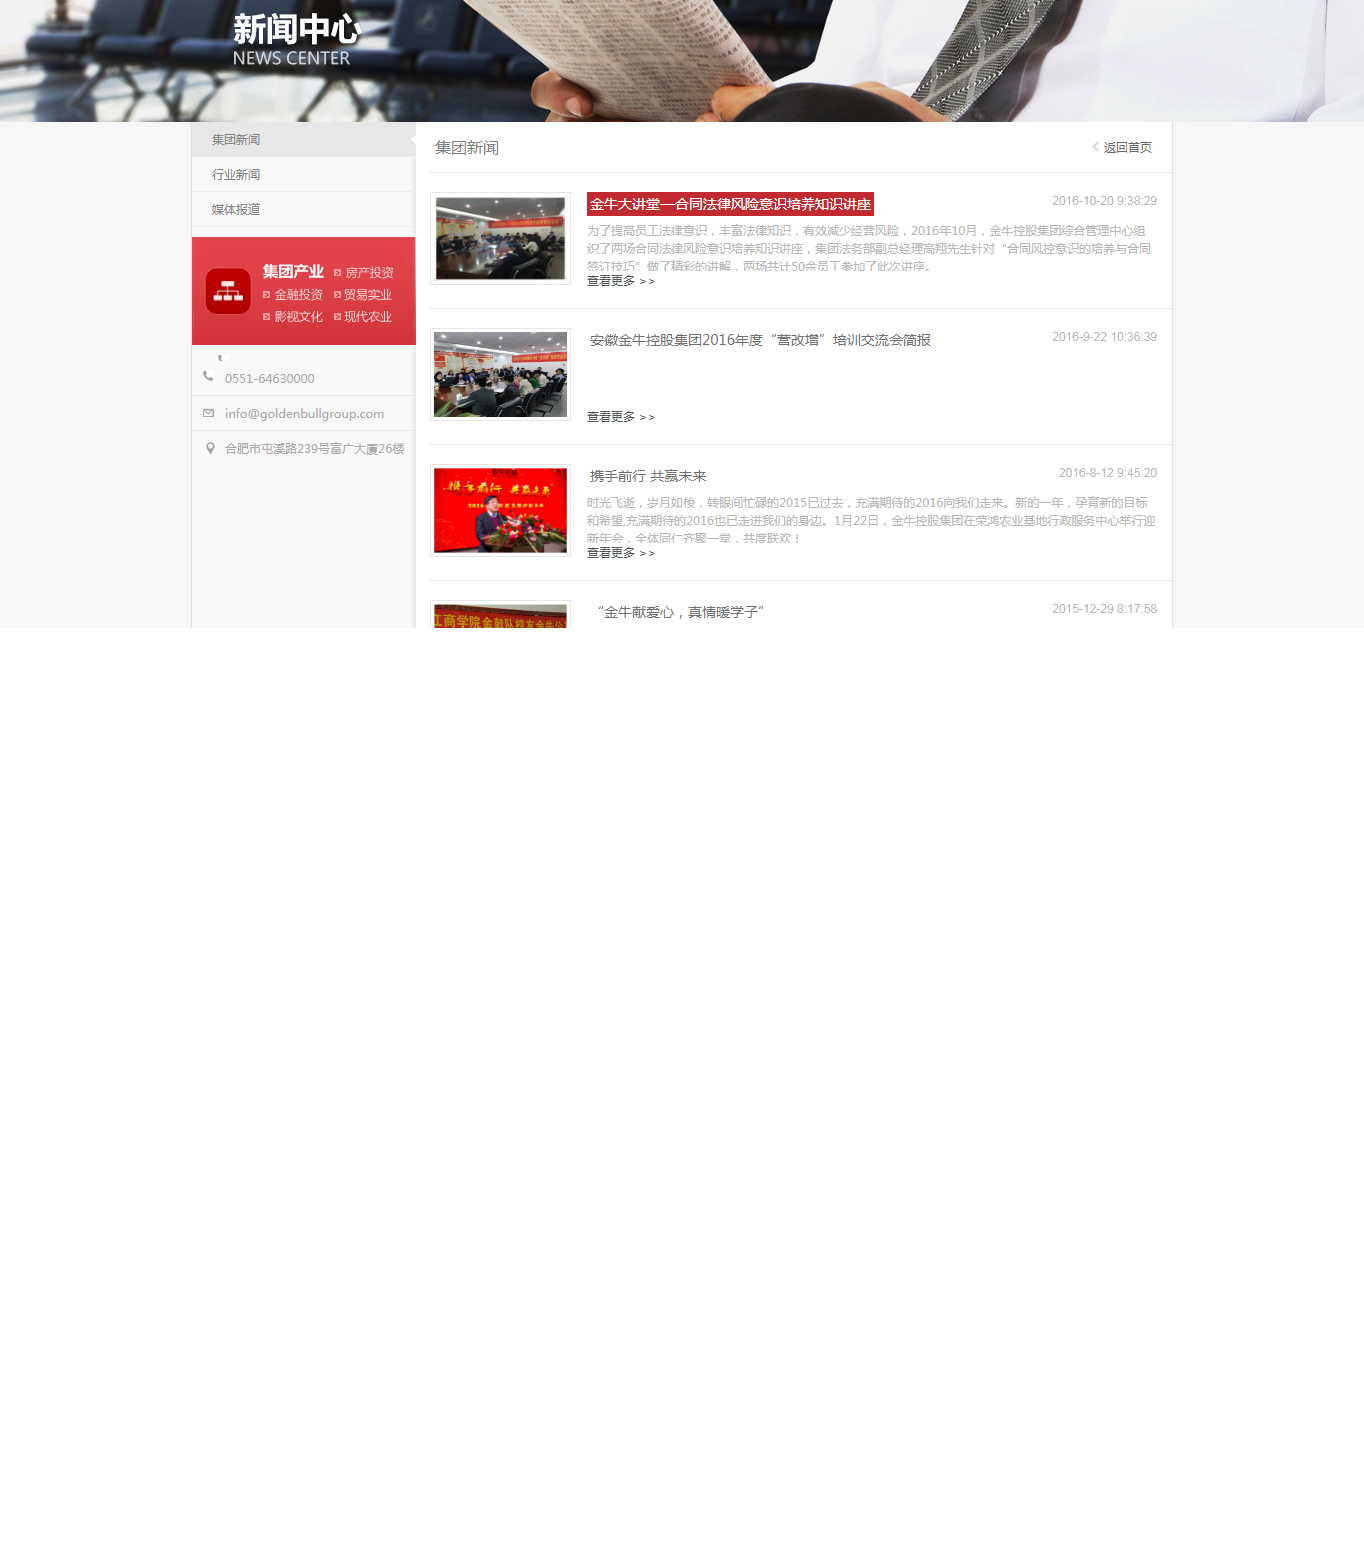 新闻中心
NEWS CENTER
集团新闻
行业新闻
媒体报道
集团产业
房产投资
金融投资
贸易实业
影视文化
现代农业
0551-64630000
info@goldenbullgroup.com
合肥市屯溪路239号富广大厦26楼
集团新闻
返回首页
金牛大讲堂—合同法律风险意识培养知识讲座
2016-10-20 9:38:29
为了提高员工法律意识，丰富法律知识，有效减少经营风险，2016年10月，金牛控股集团综合管理中心组
织了两场合同法律风险意识培养知识讲座，集团法务部副总经理高翔先生针对“合同风控意识的培养与合同
签订技巧”做了精彩的讲解，两场共计50余员工参加了此次讲座。
查看更多 >>
安徽金牛控股集团2016年度“营改增”培训交流会简报
2016-9-22 10:36:39
查看更多 >>
携手前行 共赢未来
携手前行 共赢未来
2016-8-12 9:45:20
时光飞逝，岁月如梭，转眼间忙碌的2015已过去，充满期待的2016向我们走来。新的一年，孕育新的目标
和希望,充满期待的2016也已走进我们的身边。1月22日，金牛控股集团在荣鸿农业基地行政服务中心举行迎
新年会，全体同仁齐聚一堂，共度联欢！
查看更多 >>
工商学院金鼓队校友金牛公
“金牛献爱心，真情暖学子”
2015-12-29 8:17:58